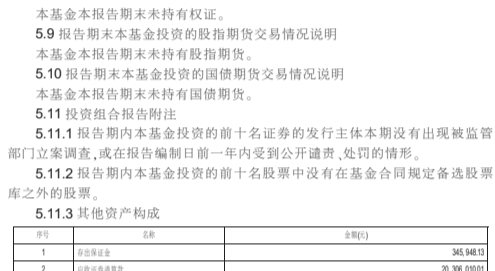 本基金本报告期末未持有权证。
5.9 报告期末本基金投资的股指期货交易情况说明
本基金本报告期末未持有股指期货。
5.10 报告期末本基金投资的国债期货交易情况说明
本基金本报告期末未持有国债期货。
5.11 投资组合报告附注
5.11.1 报告期内本基金投资的前十名证券的发行主体本期没有出现被监管
部门立案调查,或在报告编制日前一年内受到公开谴责、处罚的情形。
5.11.2 报告期内本基金投资的前十名股票中没有在基金合同规定备选股票
库之外的股票。
5.11.3 其他资产构成
序号 名称 金额(元)
1 存出保证金 345,948.13
2 应收证券清算款 20,306,010.01